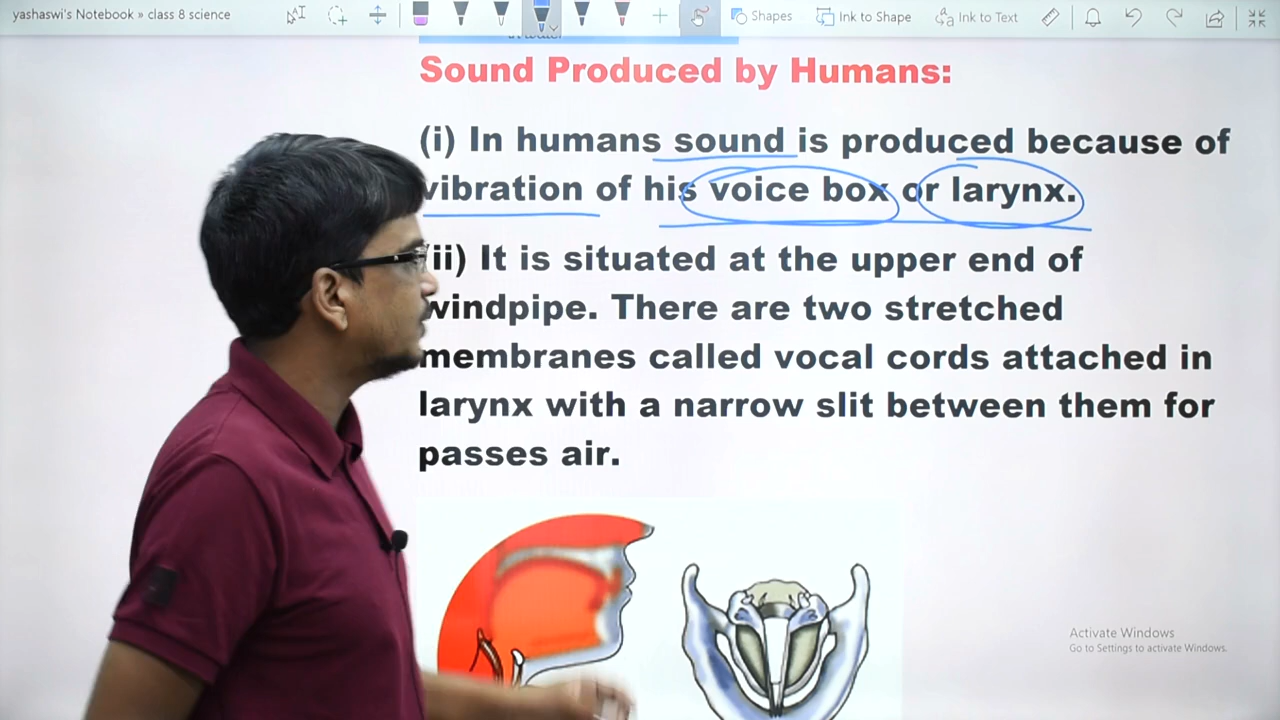 yashaswi's Notebook » class 8 science
Shapes
Ink to Shape
Ink to Text
Sound Produced by Humans:
(i) In humans sound is produced because of
vibration of his voice box or larynx.
(ii) It is situated at the upper end of
windpipe. There are two stretched
membranes called vocal cords attached in
larynx with a narrow slit between them for
passes air.
Activate Windows
Go to Settings to activate Windows.